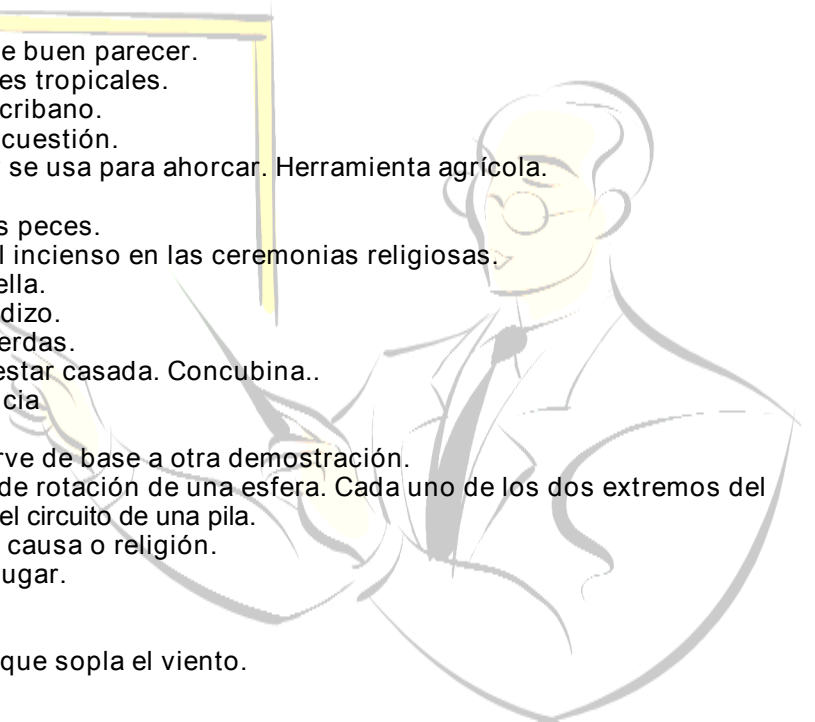 e buen parecer.
es tropicales.
cribano.
cuestión.
se usa para ahorcar. Herramienta agrícola.
s peces.
l incienso en las ceremonias religiosas.
ella.
dizo.
erdas.
estar casada. Concubina..
cia
rve de base a otra demostración.
de rotación de una esfera. Cada uno de los dos extremos del
el circuito de una pila.
causa o religión.
ugar.
que sopla el viento.